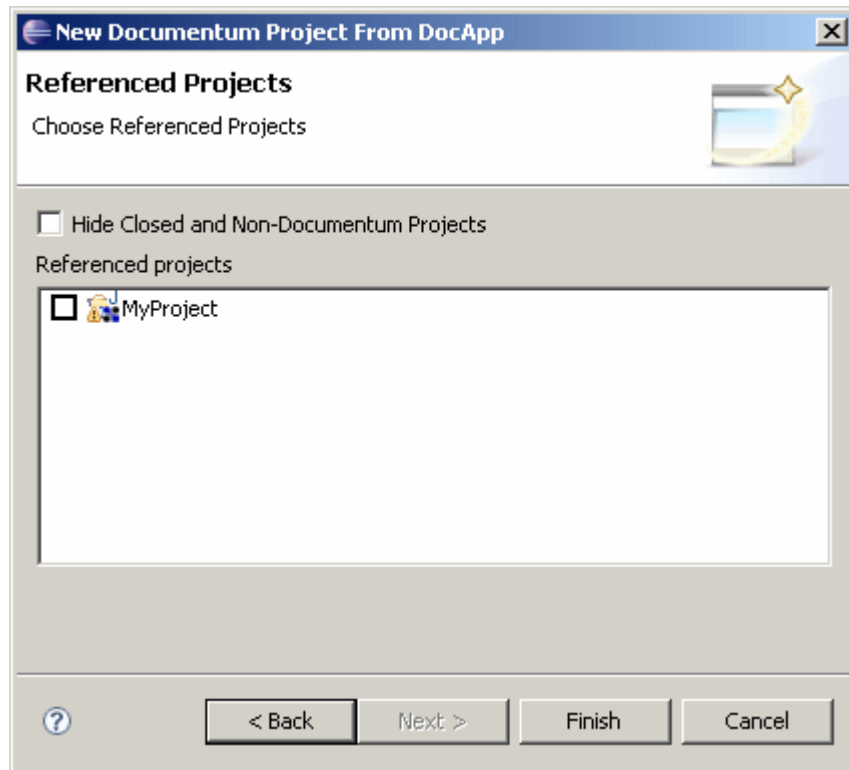 New Documentum Project From DocApp
Referenced Projects
Choose Referenced Projects
Hide Closed and Non-Documentum Projects
Referenced projects
MyProject
? < Back Next > Finish Cancel